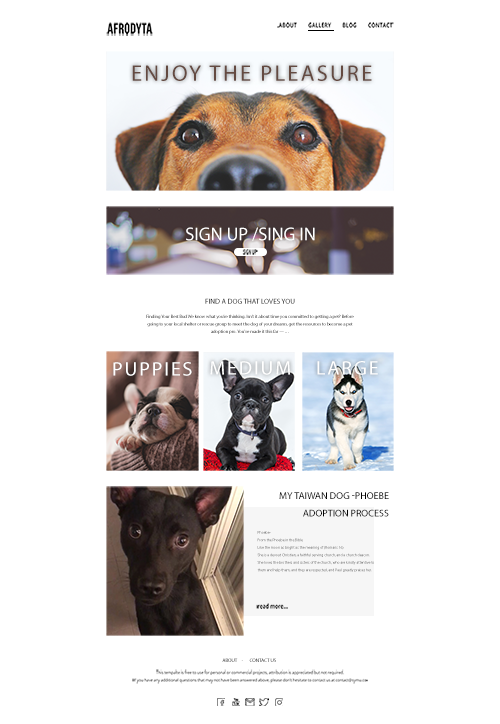 AFRODYTA
ABOUT GALLERY BLOG CONTACT
ENJOY THE PLEASURE
SIGN UP /SING IN
SIGN UP
FIND A DOG THAT LOVES YOU
Finding Your Best Bud We know what you're thinking. Isn't it about time you committed to getting a pet? Before
going to your local shelter or rescue group to meet the dog of your dreams, get the resources to become a pet
adoption pro. You've made it this far — ...
PUPPIES MEDIUM LARGE
MY TAIWAN DOG -PHOEBE
ADOPTION PROCESS
Phoebe
read more...
ABOUT - CONTACT US
This template is free to use for personal or commercial projects, attribution is appreciated but not required.
If you have any additional questions that may not have been answered above, please don't hesitate to contact us at